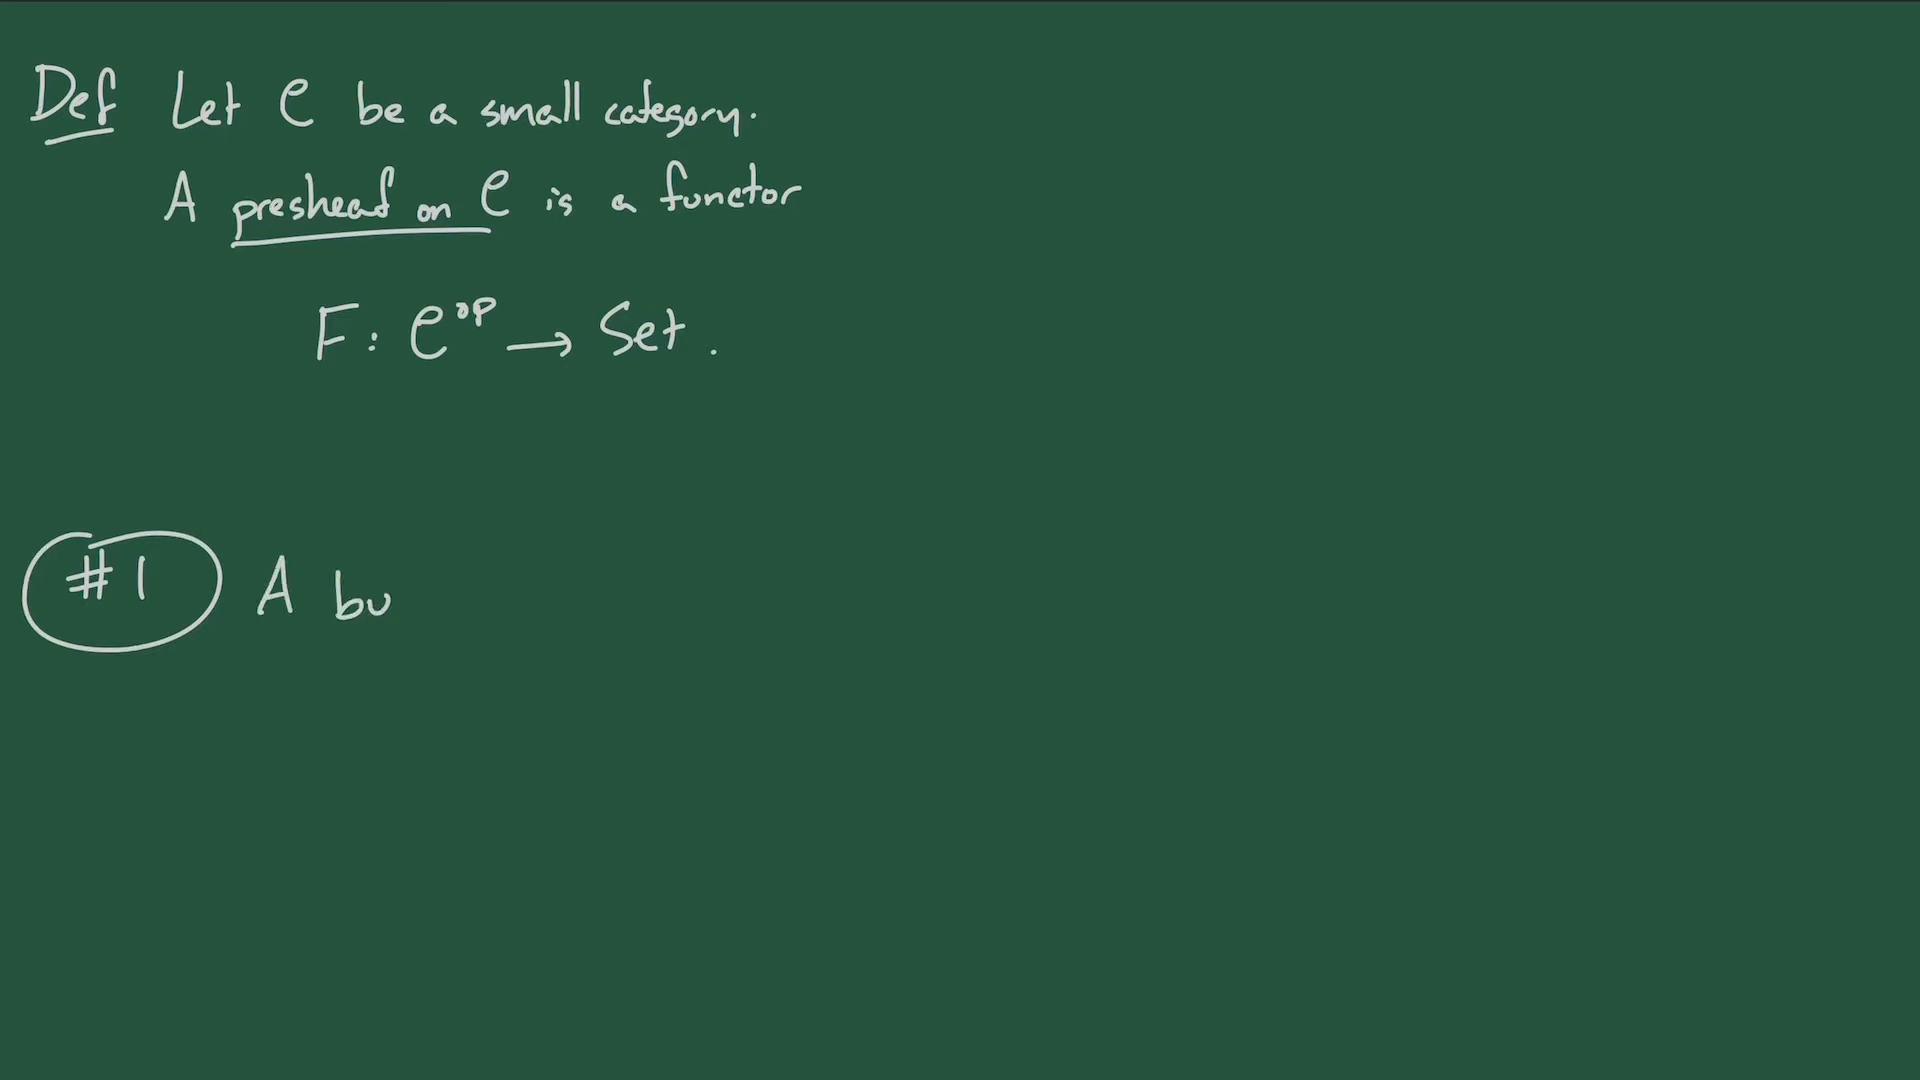 Def Let C be a small category.
A presheaf on C is a functor
F: C^op → Set.
#1 A bu